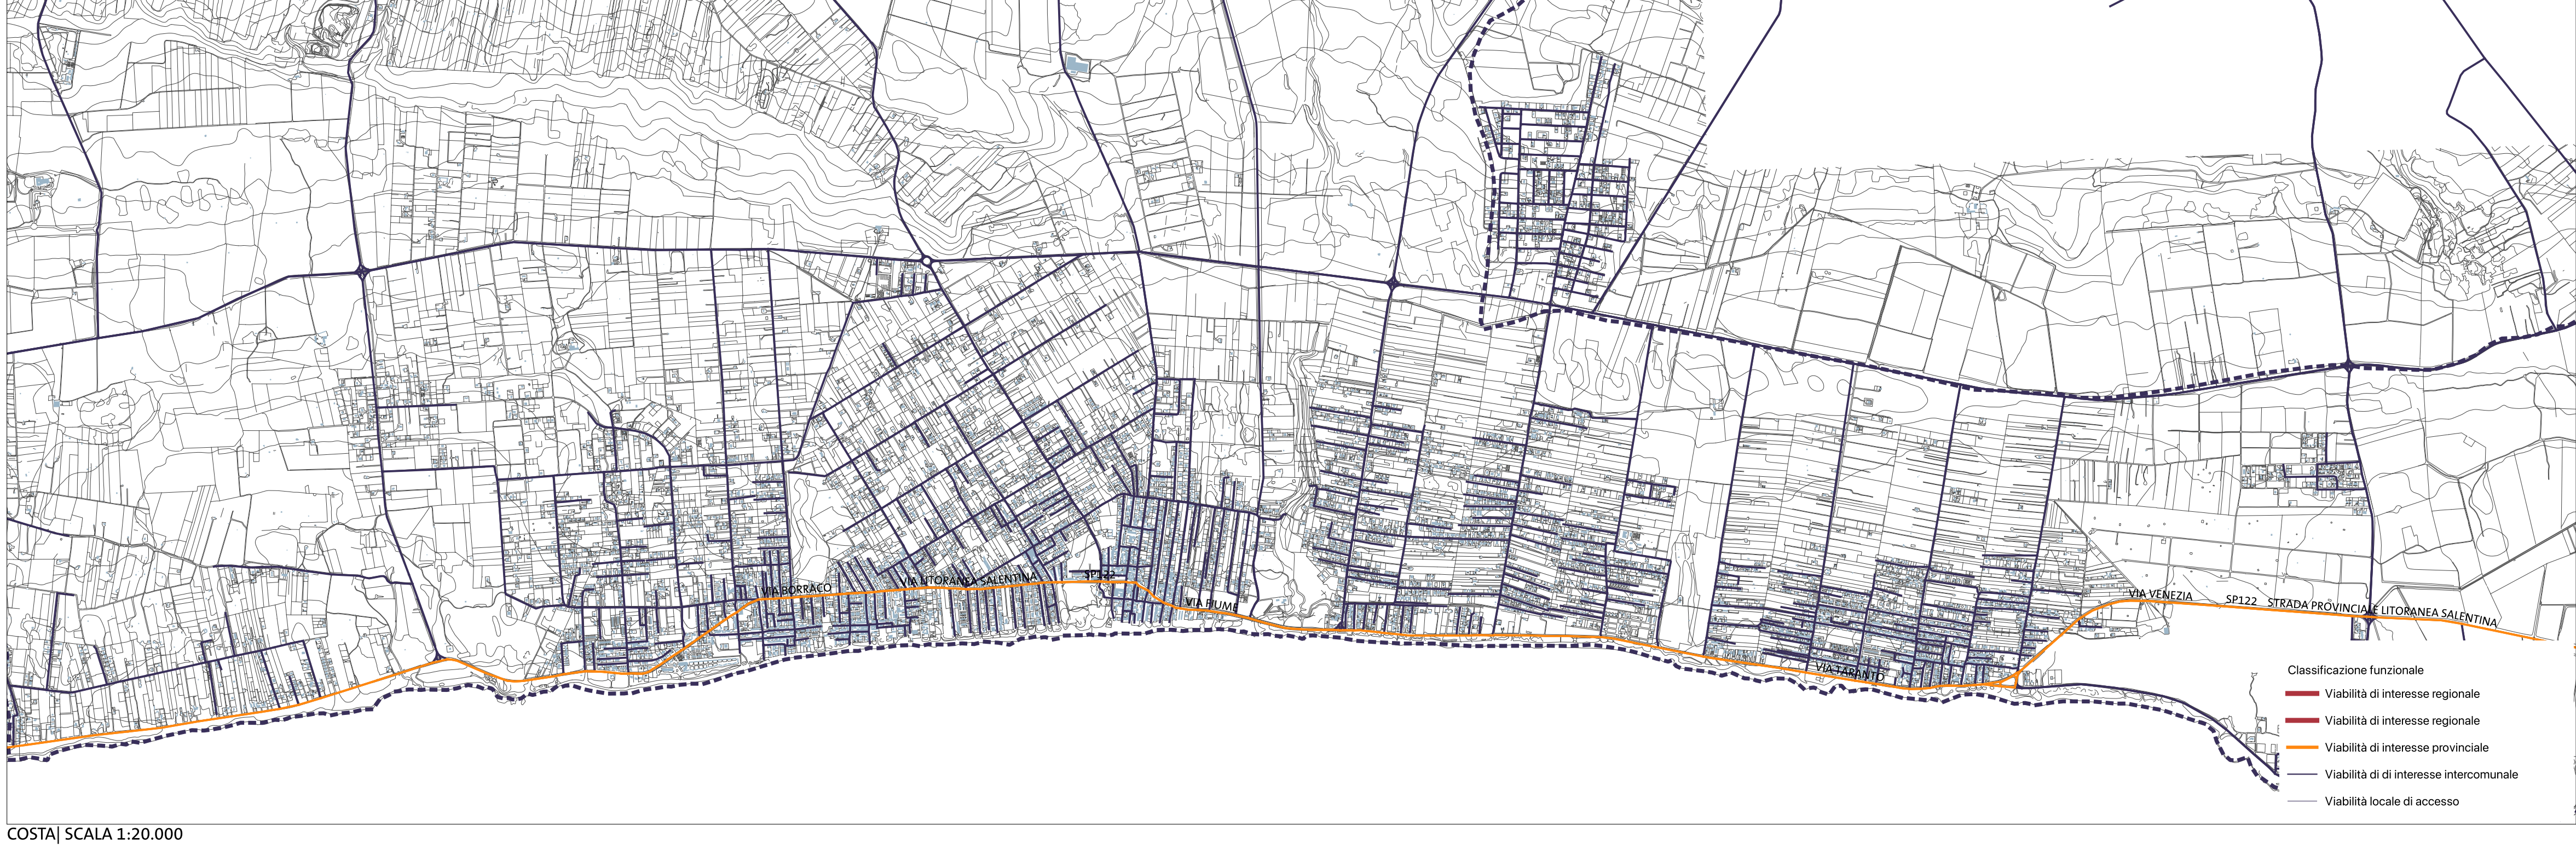 VIA BORRACO
VIA LITORANEA SALENTINA
SP122
VIA FIUME
VIA TARANTO
VIA VENEZIA
SP122
STRADA PROVINCIALE LITORANEA SALENTINA
Classificazione funzionale
Viabilità di interesse regionale
Viabilità di interesse regionale
Viabilità di interesse provinciale
Viabilità di di interesse intercomunale
Viabilità locale di accesso
COSTA| SCALA 1:20.000